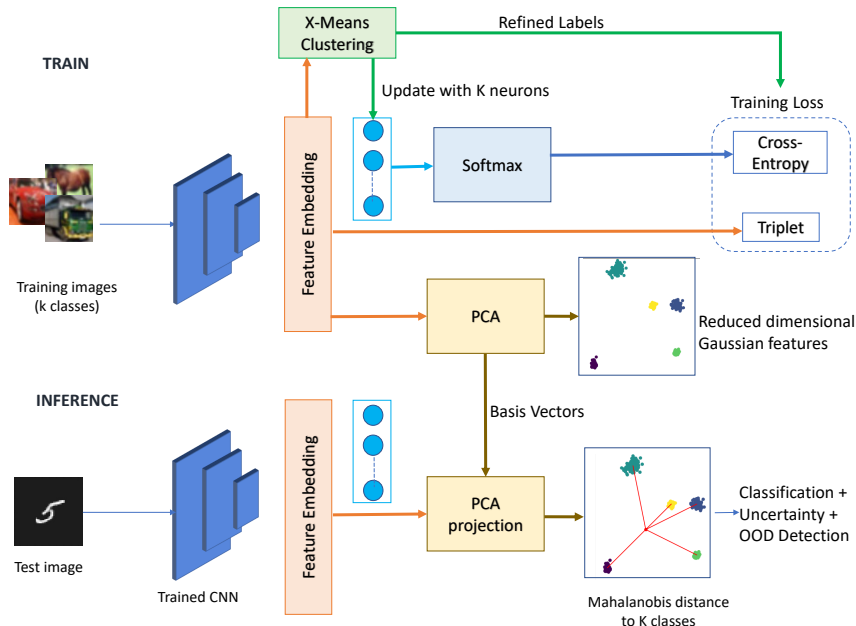 X-Means
Clustering
Refined Labels
TRAIN
Update with K neurons
Training Loss
Feature Embedding
Softmax
Cross-
Entropy
Triplet
Training images
(k classes)
PCA
Reduced dimensional
Gaussian features
INFERENCE
Basis Vectors
Feature Embedding
5
PCA
projection
Classification +
Uncertainty +
OOD Detection
Test image
Trained CNN
Mahalanobis distance
to K classes